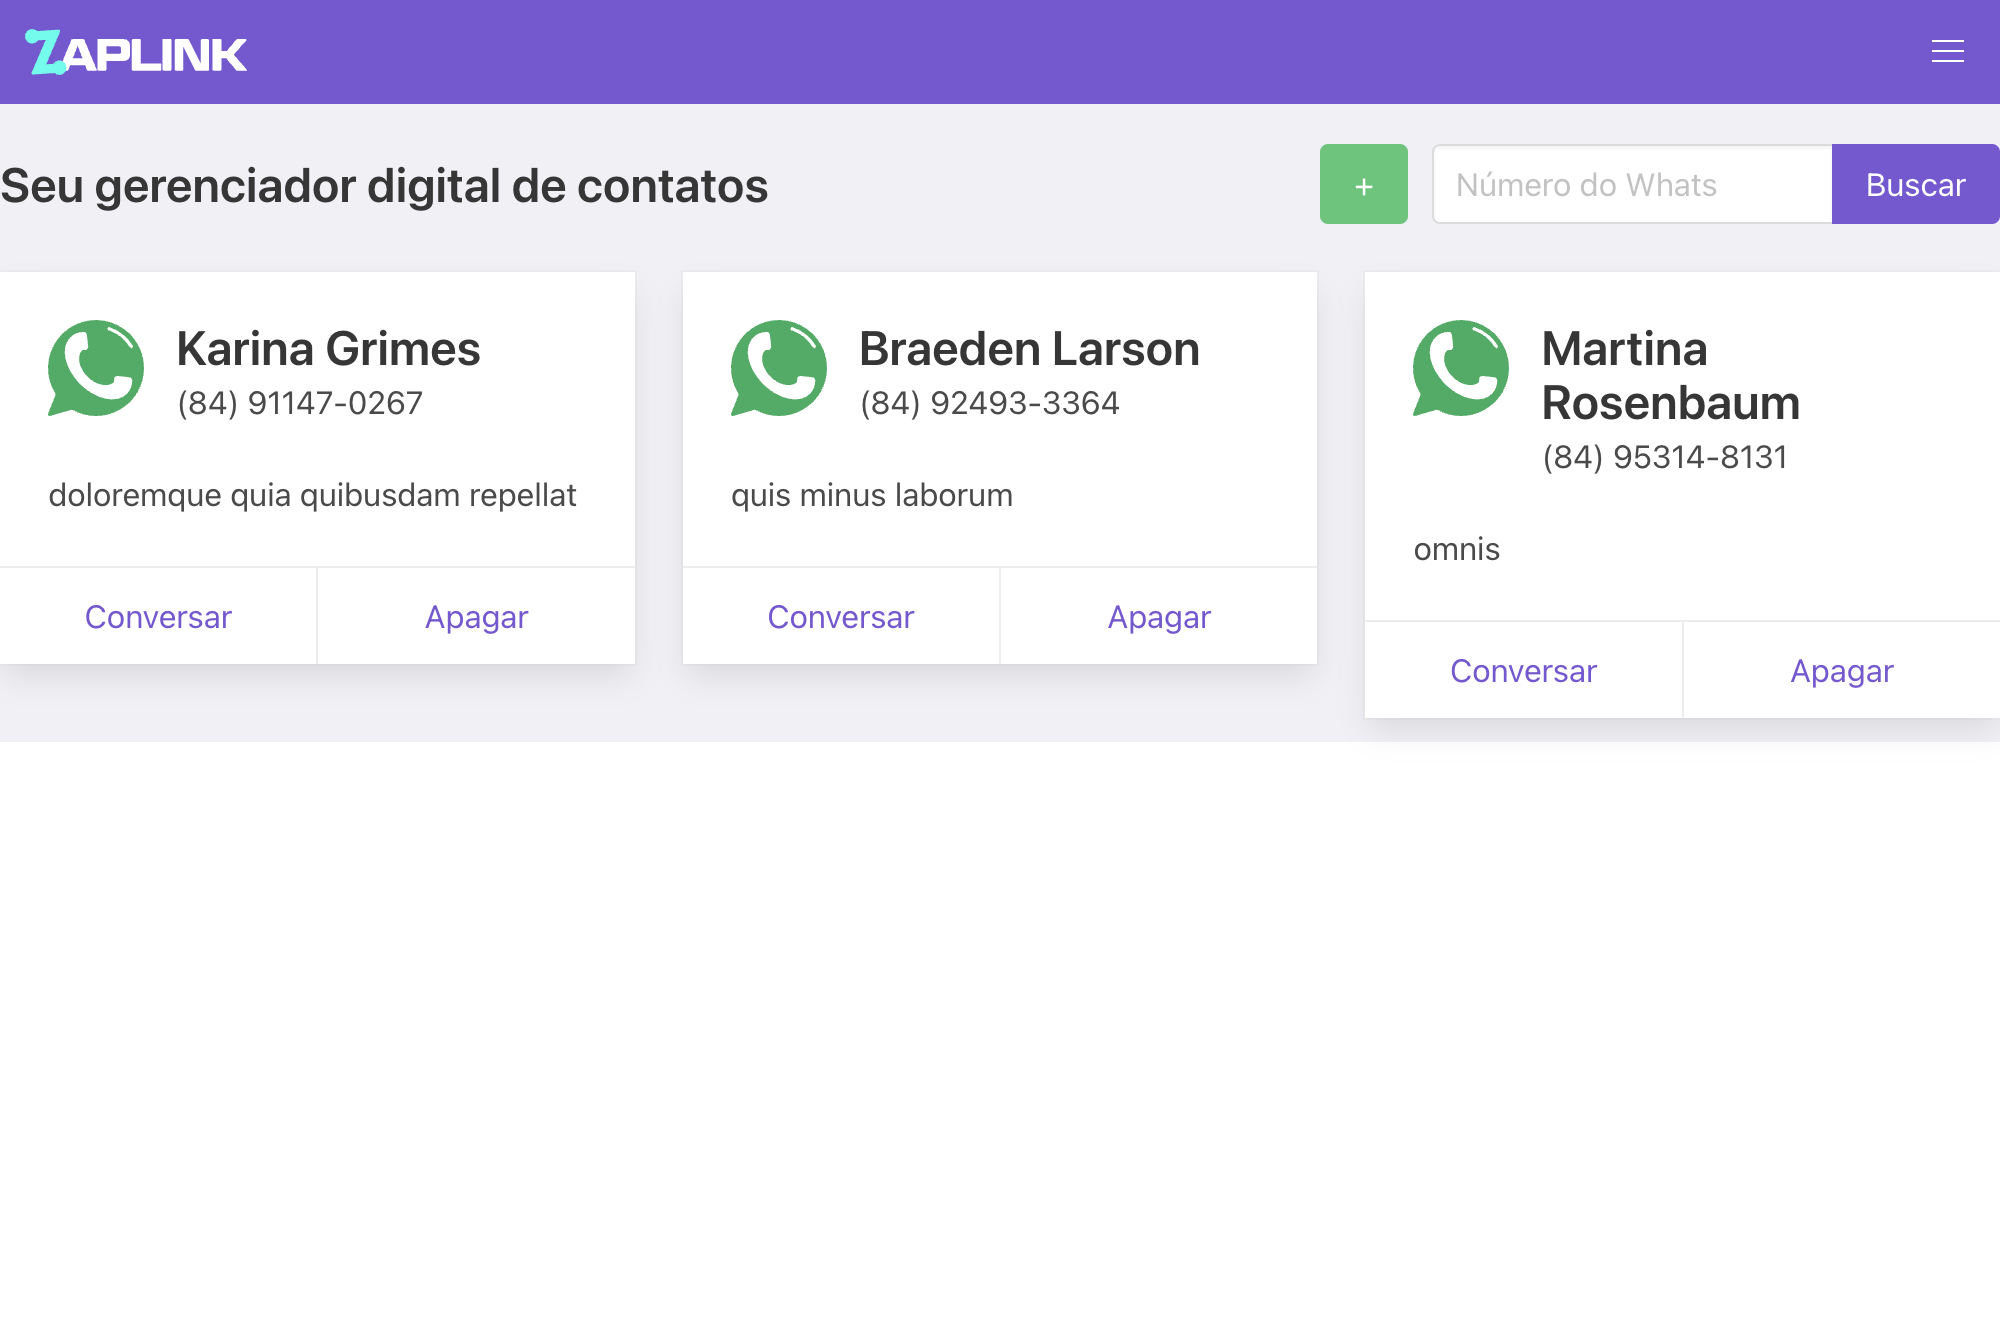 ZAPLINK
Seu gerenciador digital de contatos
+
Número do Whats
Buscar
Karina Grimes
(84) 91147-0267
doloremque quia quibusdam repellat
Conversar
Apagar
Braeden Larson
(84) 92493-3364
quis minus laborum
Conversar
Apagar
Martina
Rosenbaum
(84) 95314-8131
omnis
Conversar
Apagar